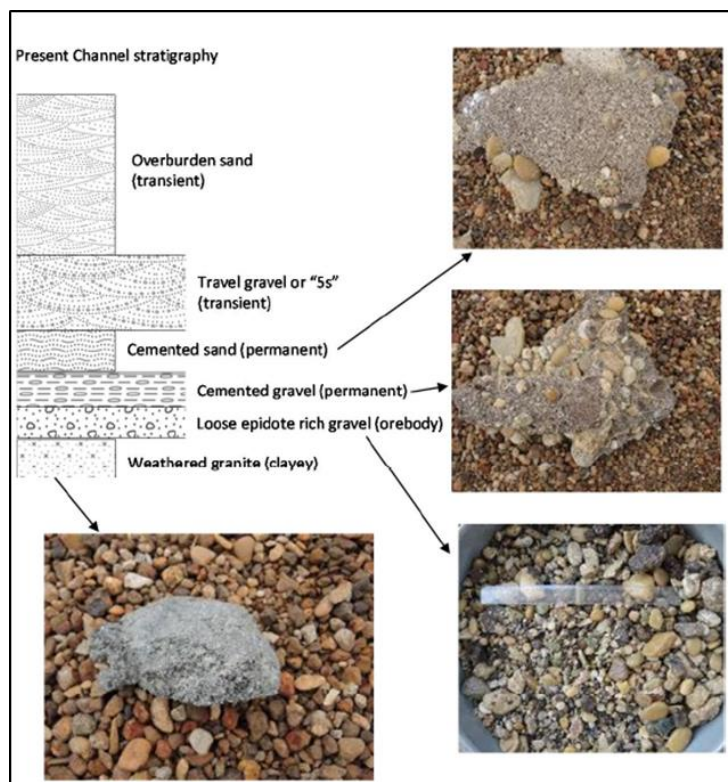 Present Channel stratigraphy
Overburden sand
(transient)
Travel gravel or “5s”
(transient)
Cemented sand (permanent)
Cemented gravel (permanent)
Loose epidote rich gravel (orebody)
Weathered granite (clayey)